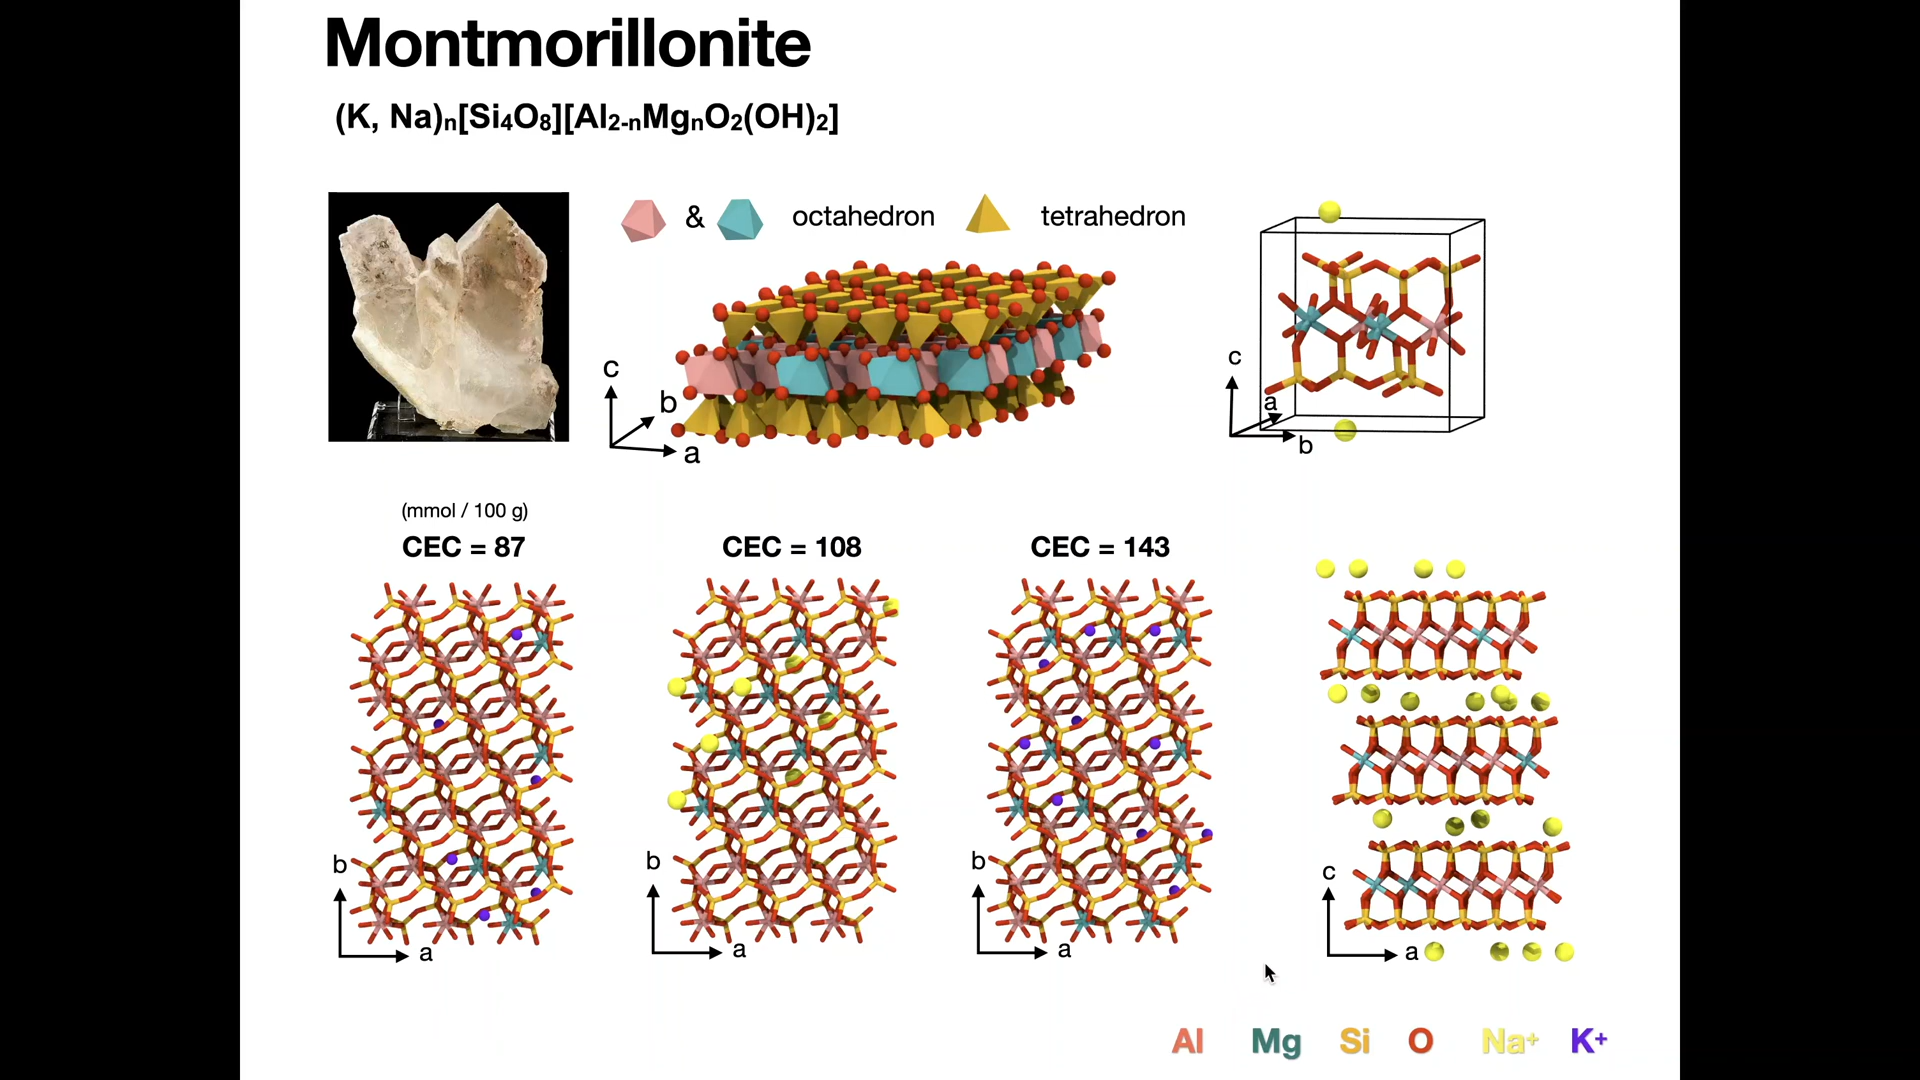 Montmorillonite
(K, Na)ₙ[Si₄O₈][Al₂₋ₙMgₙO₂(OH)₂]
& octahedron tetrahedron
c
b
a
c
a
b
(mmol / 100 g)
CEC = 87
CEC = 108
CEC = 143
b
a
b
a
b
a
c
a
Al Mg Si O Na⁺ K⁺